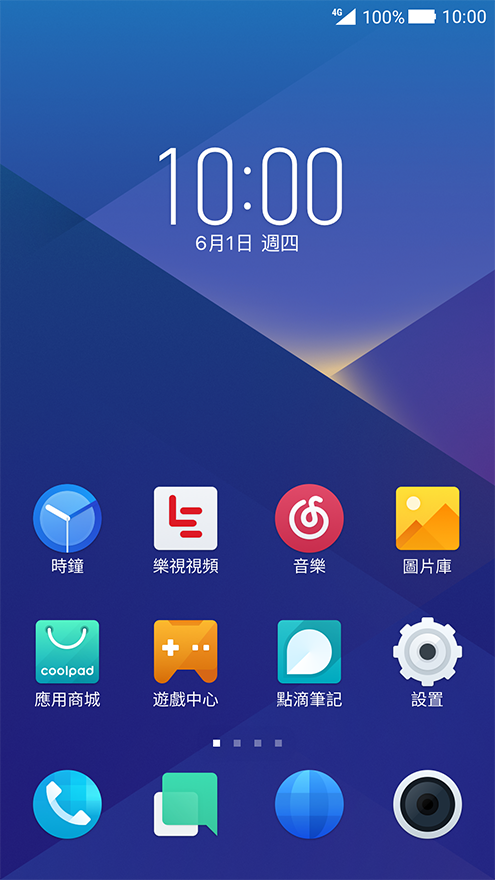 4G 100% 10:00
10:00
6月1日 週四
時鐘 樂視視頻 音樂 圖片庫
coolpad
應用商城 遊戲中心 點滴筆記 設置